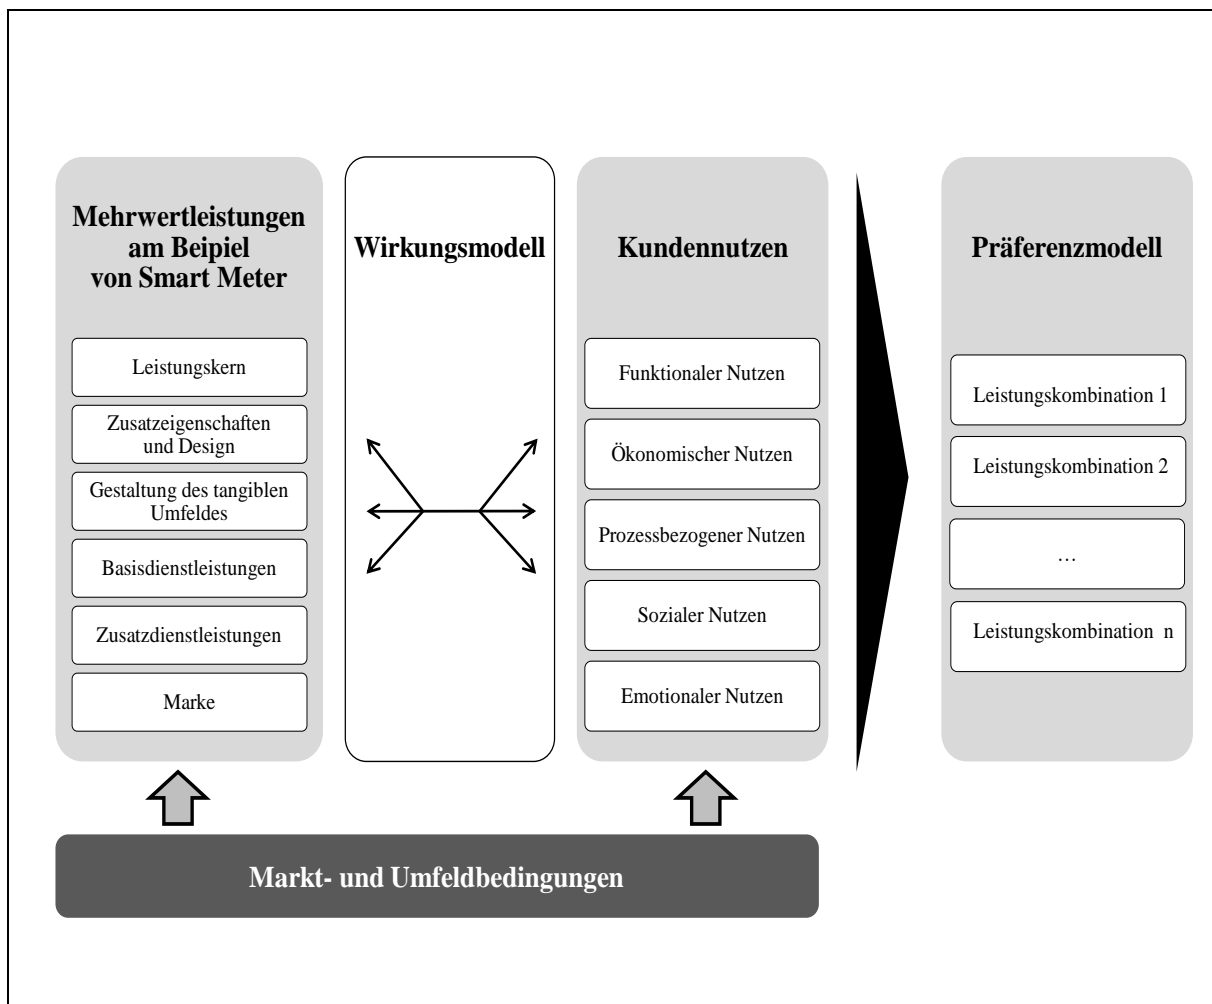 Mehrwertleistungen
am Beipiel
von Smart Meter
Leistungskern
Zusatzeigenschaften
und Design
Gestaltung des tangiblen
Umfeldes
Basisdienstleistungen
Zusatzdienstleistungen
Marke
Wirkungsmodell
Kundennutzen
Funktionaler Nutzen
Ökonomischer Nutzen
Prozessbezogener Nutzen
Sozialer Nutzen
Emotionaler Nutzen
Präferenzmodell
Leistungskombination 1
Leistungskombination 2
…
Leistungskombination n
Markt- und Umfeldbedingungen